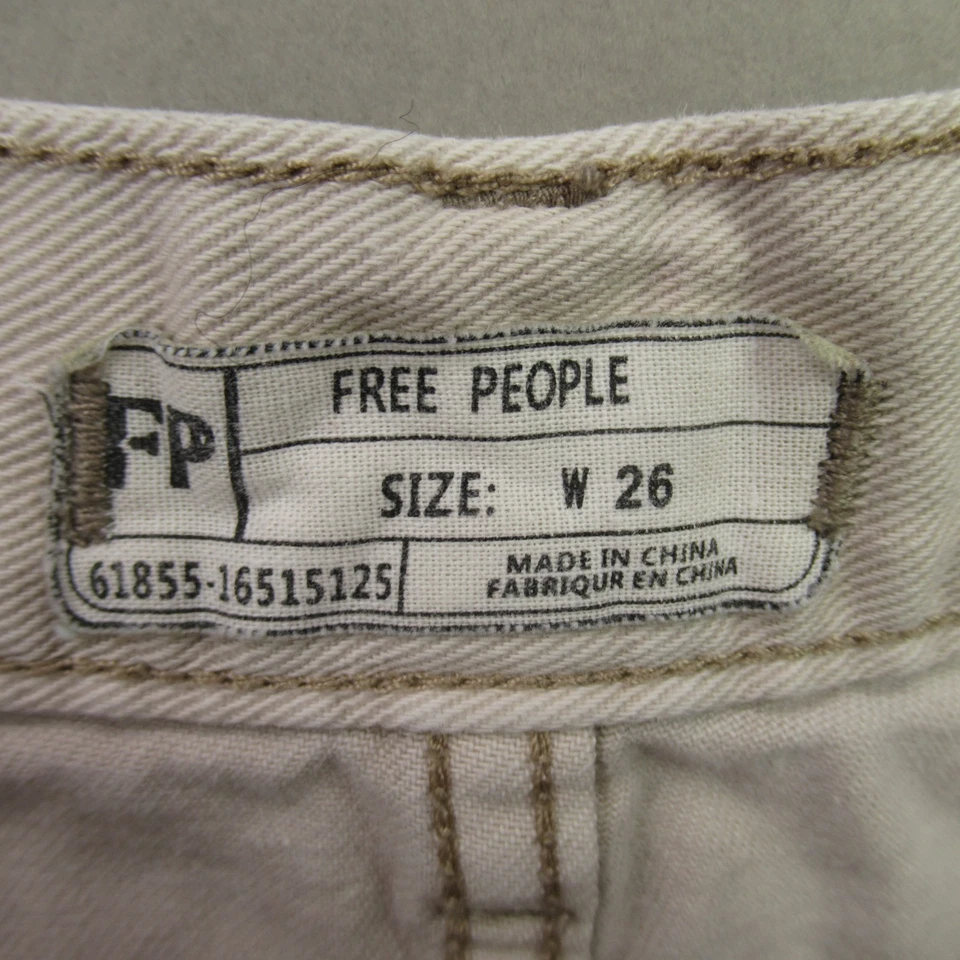 FP
FREE PEOPLE
SIZE: W 26
61855-16515125
MADE IN CHINA
FABRIQUR EN CHINA